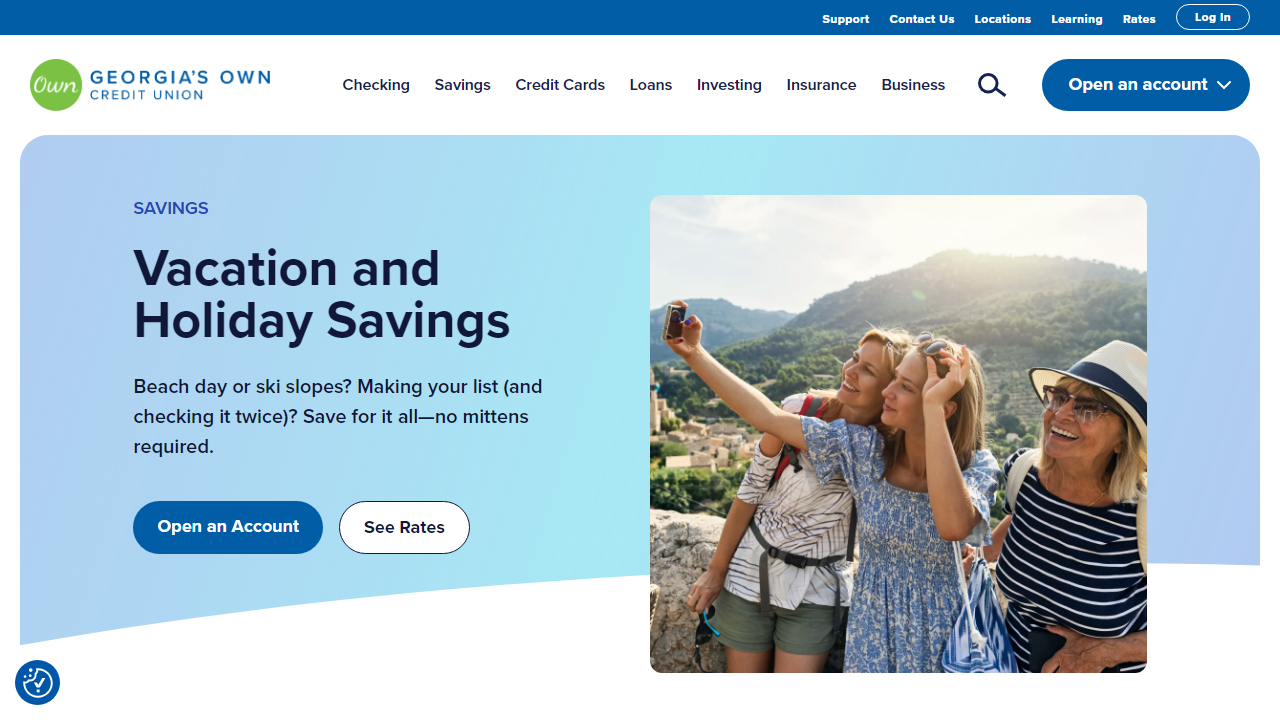 Support Contact Us Locations Learning Rates Log In
Own GEORGIA'S OWN
CREDIT UNION
Checking Savings Credit Cards Loans Investing Insurance Business Open an account
SAVINGS
Vacation and
Holiday Savings
Beach day or ski slopes? Making your list (and
checking it twice)? Save for it all—no mittens
required.
Open an Account See Rates